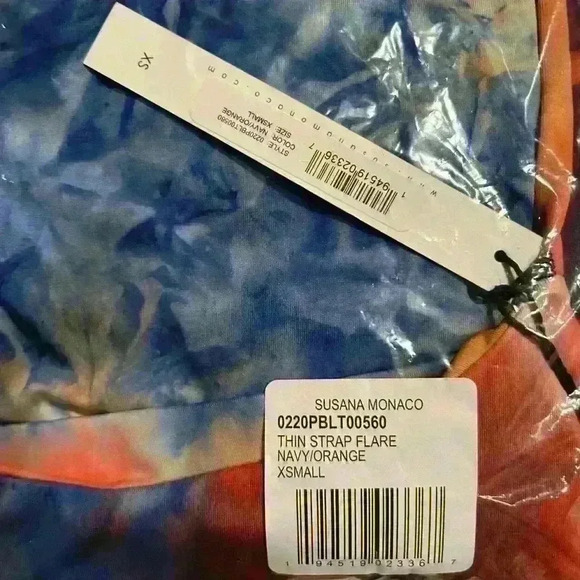 XS
www.susanamonaco.com
STYLE: 0220PBLT00560
COLOR: NAVY/ORANGE
SIZE: XSMALL
1 94519 02336 7
SUSANA MONACO
0220PBLT00560
THIN STRAP FLARE
NAVY/ORANGE
XSMALL
1 94519 02336 7